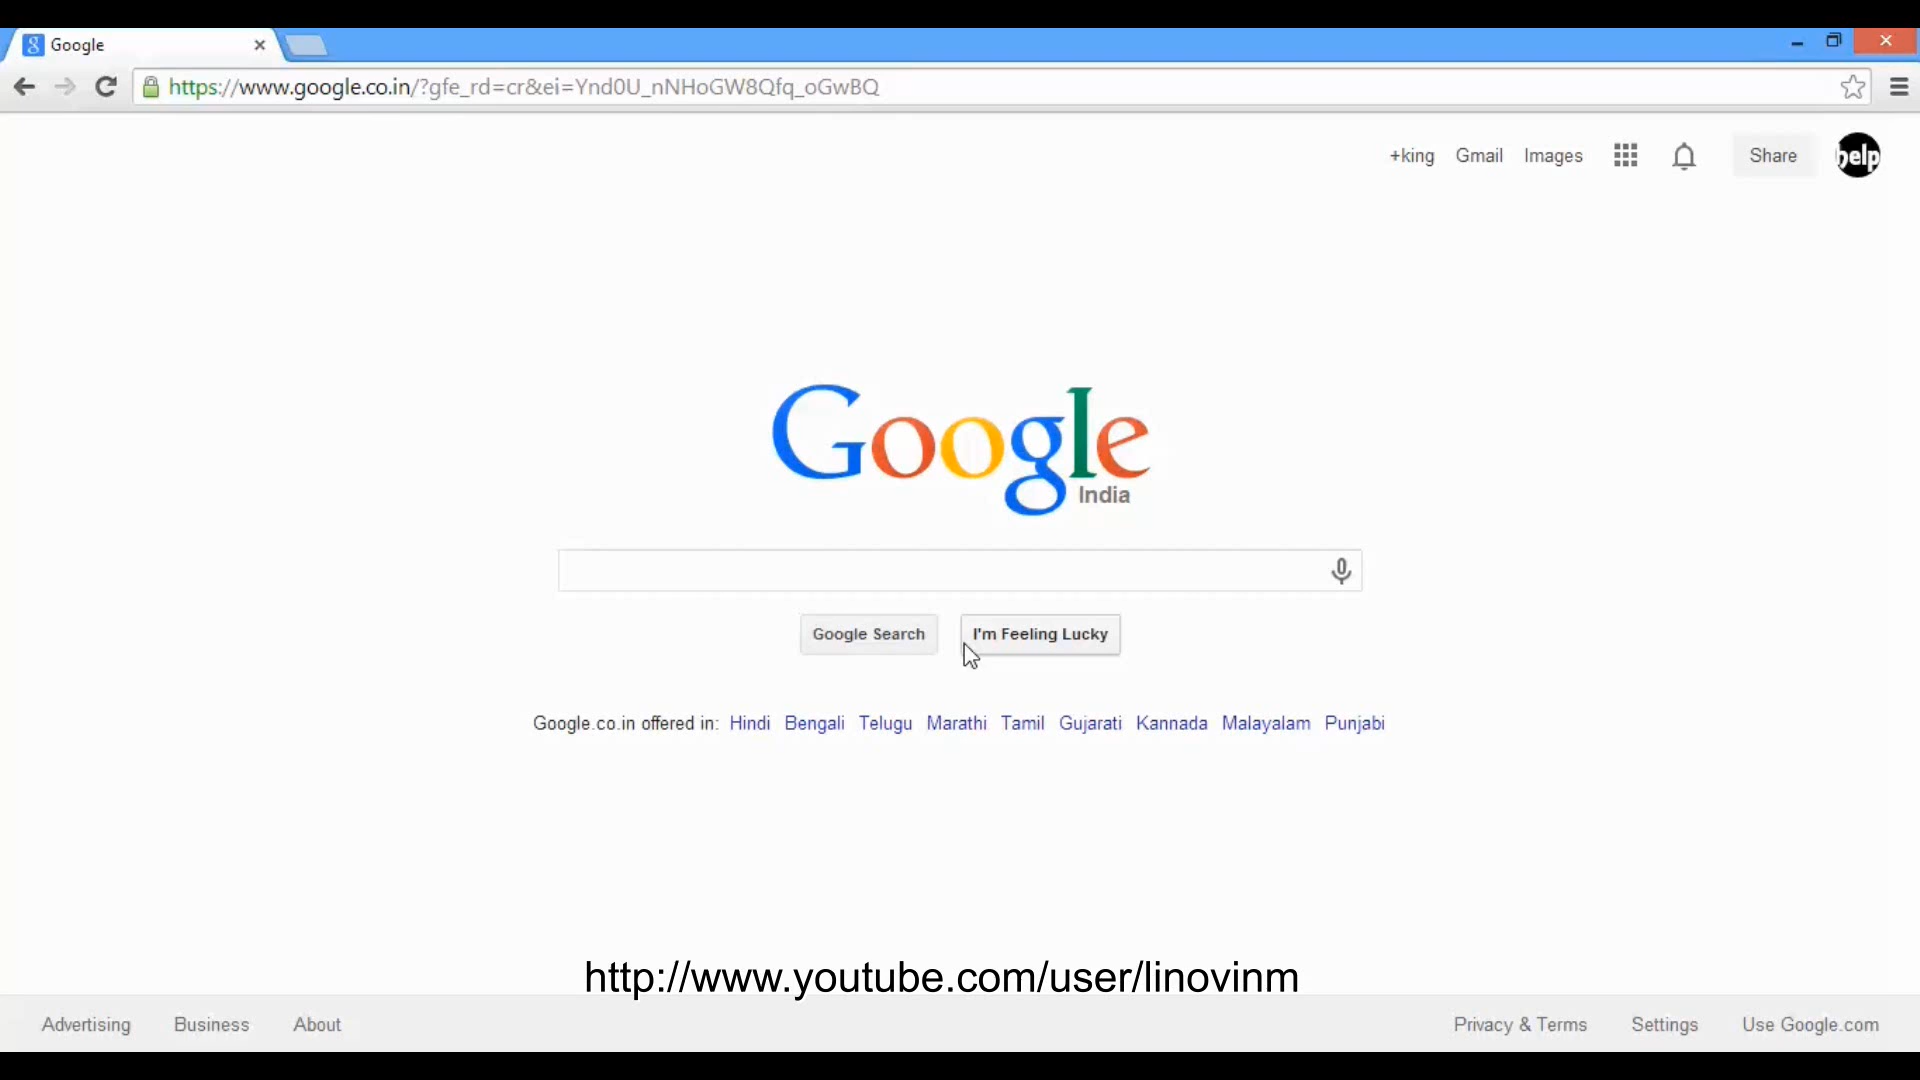 Google
https://www.google.co.in/?gfe_rd=cr&ei=Ynd0U_nNHoGW8Qfq_oGwBQ
+king Gmail Images Share help
Google
India
Google Search I'm Feeling Lucky
Google.co.in offered in: Hindi Bengali Telugu Marathi Tamil Gujarati Kannada Malayalam Punjabi
http://www.youtube.com/user/linovinm
Advertising Business About Privacy & Terms Settings Use Google.com